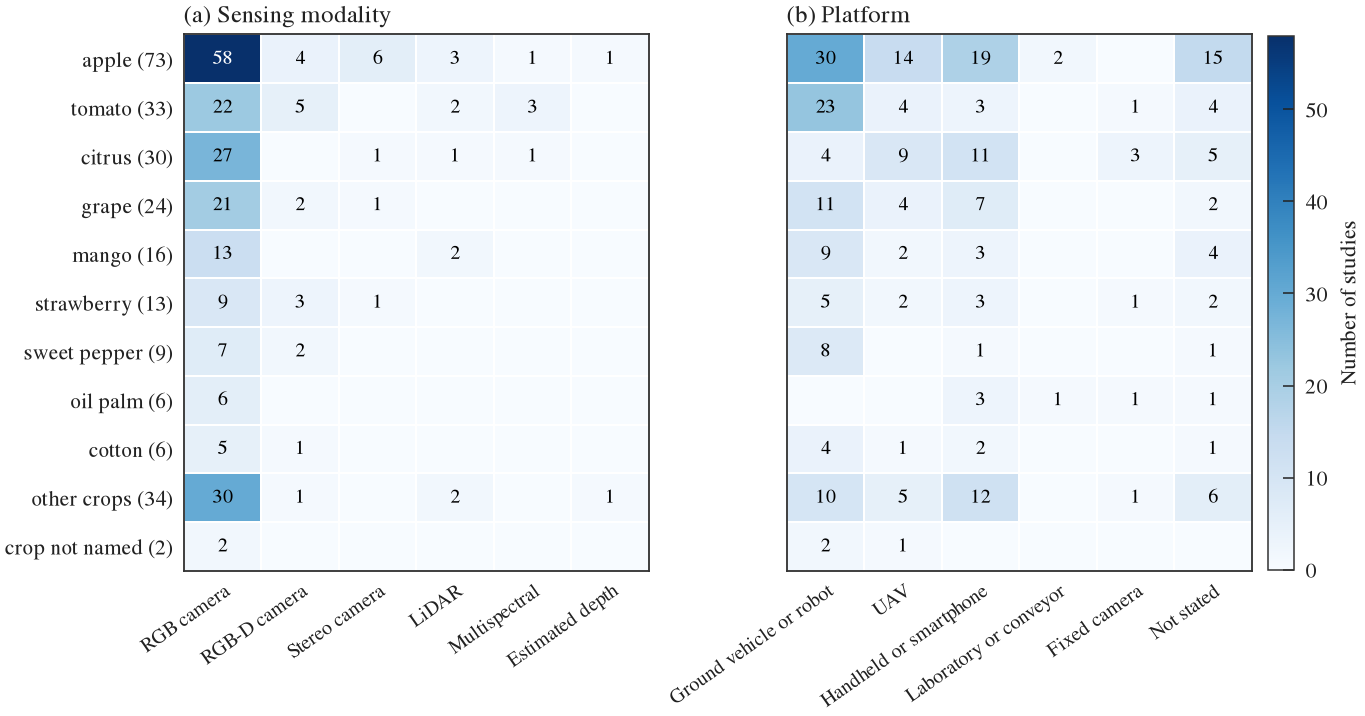 (a) Sensing modality
(b) Platform
apple (73) 58 4 6 3 1 1 30 14 19 2 15
tomato (33) 22 5 2 3 23 4 3 1 4
citrus (30) 27 1 1 1 4 9 11 3 5
grape (24) 21 2 1 11 4 7 2
mango (16) 13 2 9 2 3 4
strawberry (13) 9 3 1 5 2 3 1 2
sweet pepper (9) 7 2 8 1 1
oil palm (6) 6 3 1 1 1
cotton (6) 5 1 4 1 2 1
other crops (34) 30 1 2 1 10 5 12 1 6
crop not named (2) 2 2 1
RGB camera
RGB-D camera
Stereo camera
LiDAR
Multispectral
Estimated depth
Ground vehicle or robot
UAV
Handheld or smartphone
Laboratory or conveyor
Fixed camera
Not stated
50
40
30
20
10
0
Number of studies